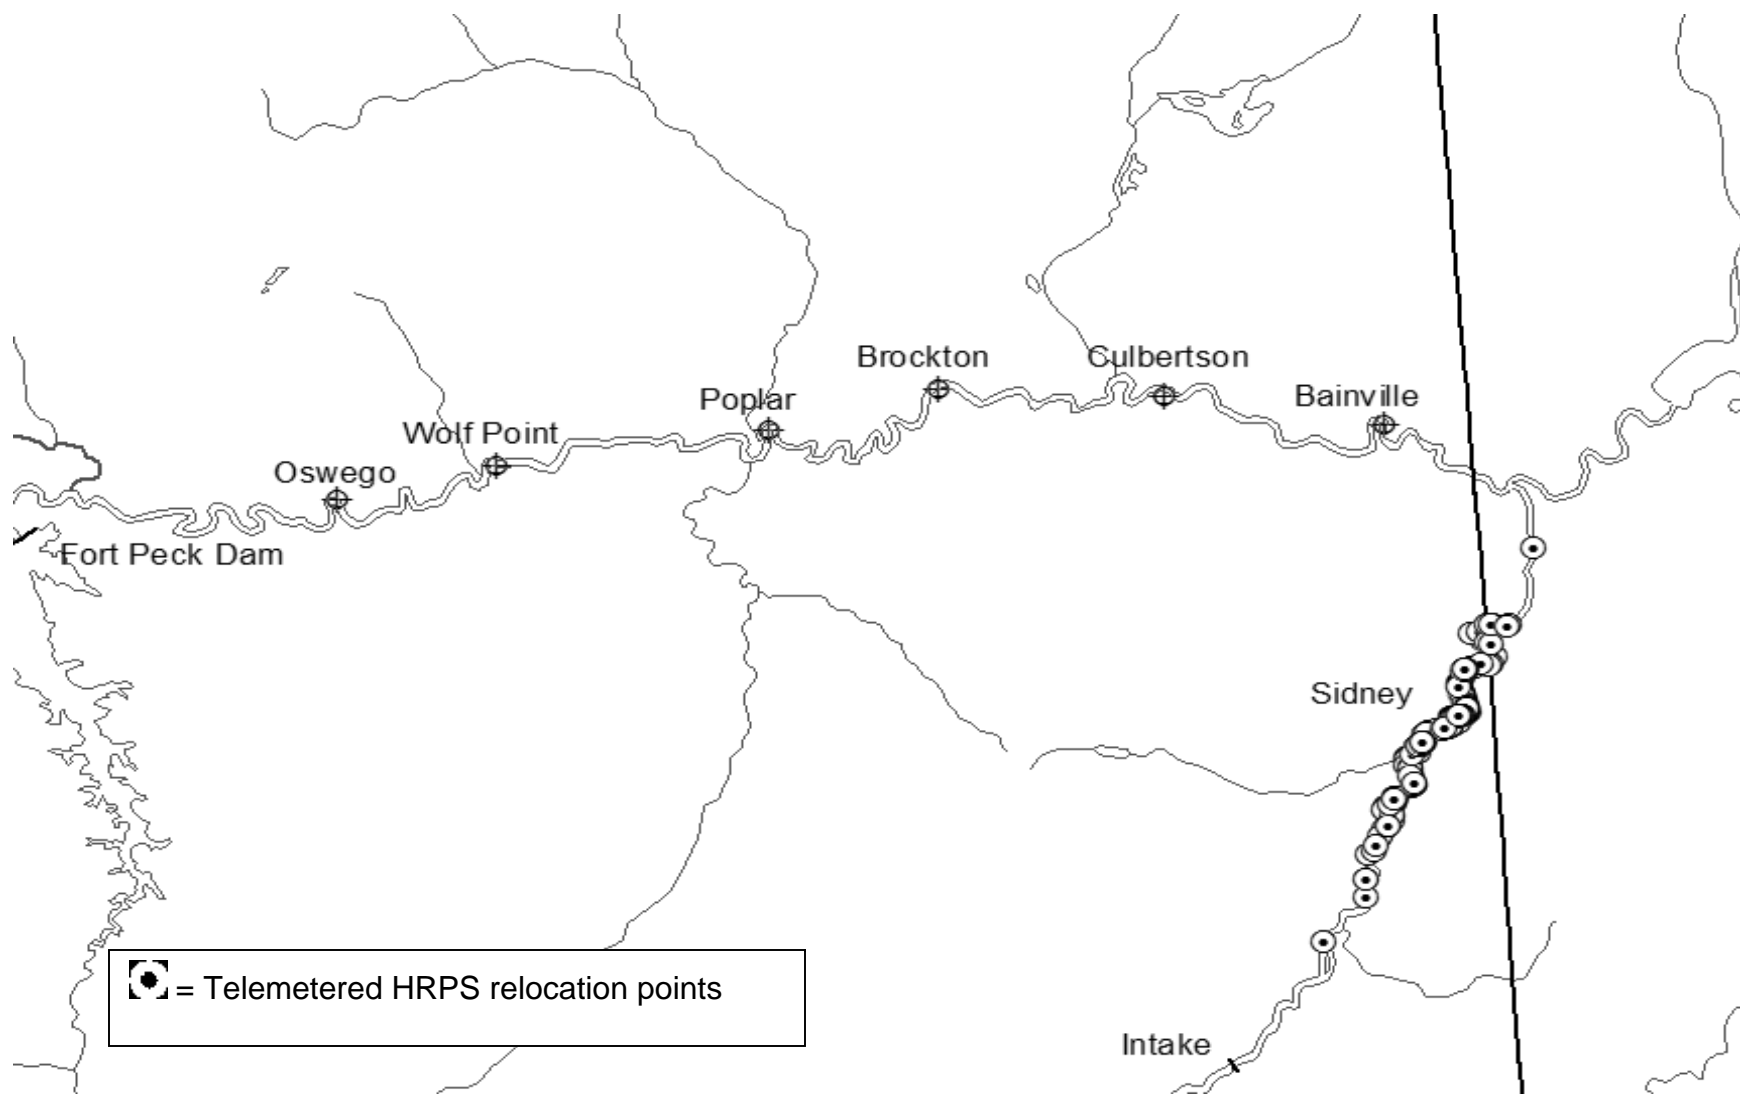 Brockton
Culbertson
Poplar
Bainville
Wolf Point
Oswego
Fort Peck Dam
Sidney
= Telemetered HRPS relocation points
Intake